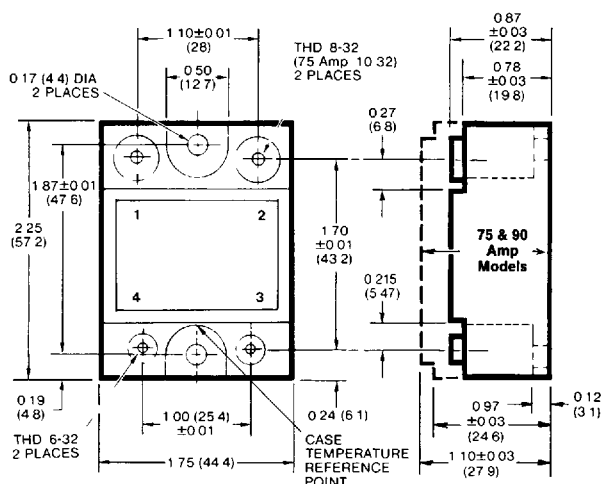 1 10±0 01
(28)
0 50
(12 7)
THD 8-32
(75 Amp 10 32)
2 PLACES
0 17 (4 4) DIA
2 PLACES
0 87
±0 03
(22 2)
0 78
±0 03
(19 8)
0 27
(6 8)
1 87±0 01
(47 6)
2 25
(57 2)
1
2
1 70
±0 01
(43 2)
75 & 90
Amp
Models
4
3
0 215
(5 47)
0 19
(4 8)
THD 6-32
2 PLACES
1 00 (25 4)
±0 01
0 24 (6 1)
CASE
TEMPERATURE
REFERENCE
POINT
1 75 (44 4)
0 97
±0 03
(24 6)
0 12
(3 1)
1 10±0 03
(27 9)